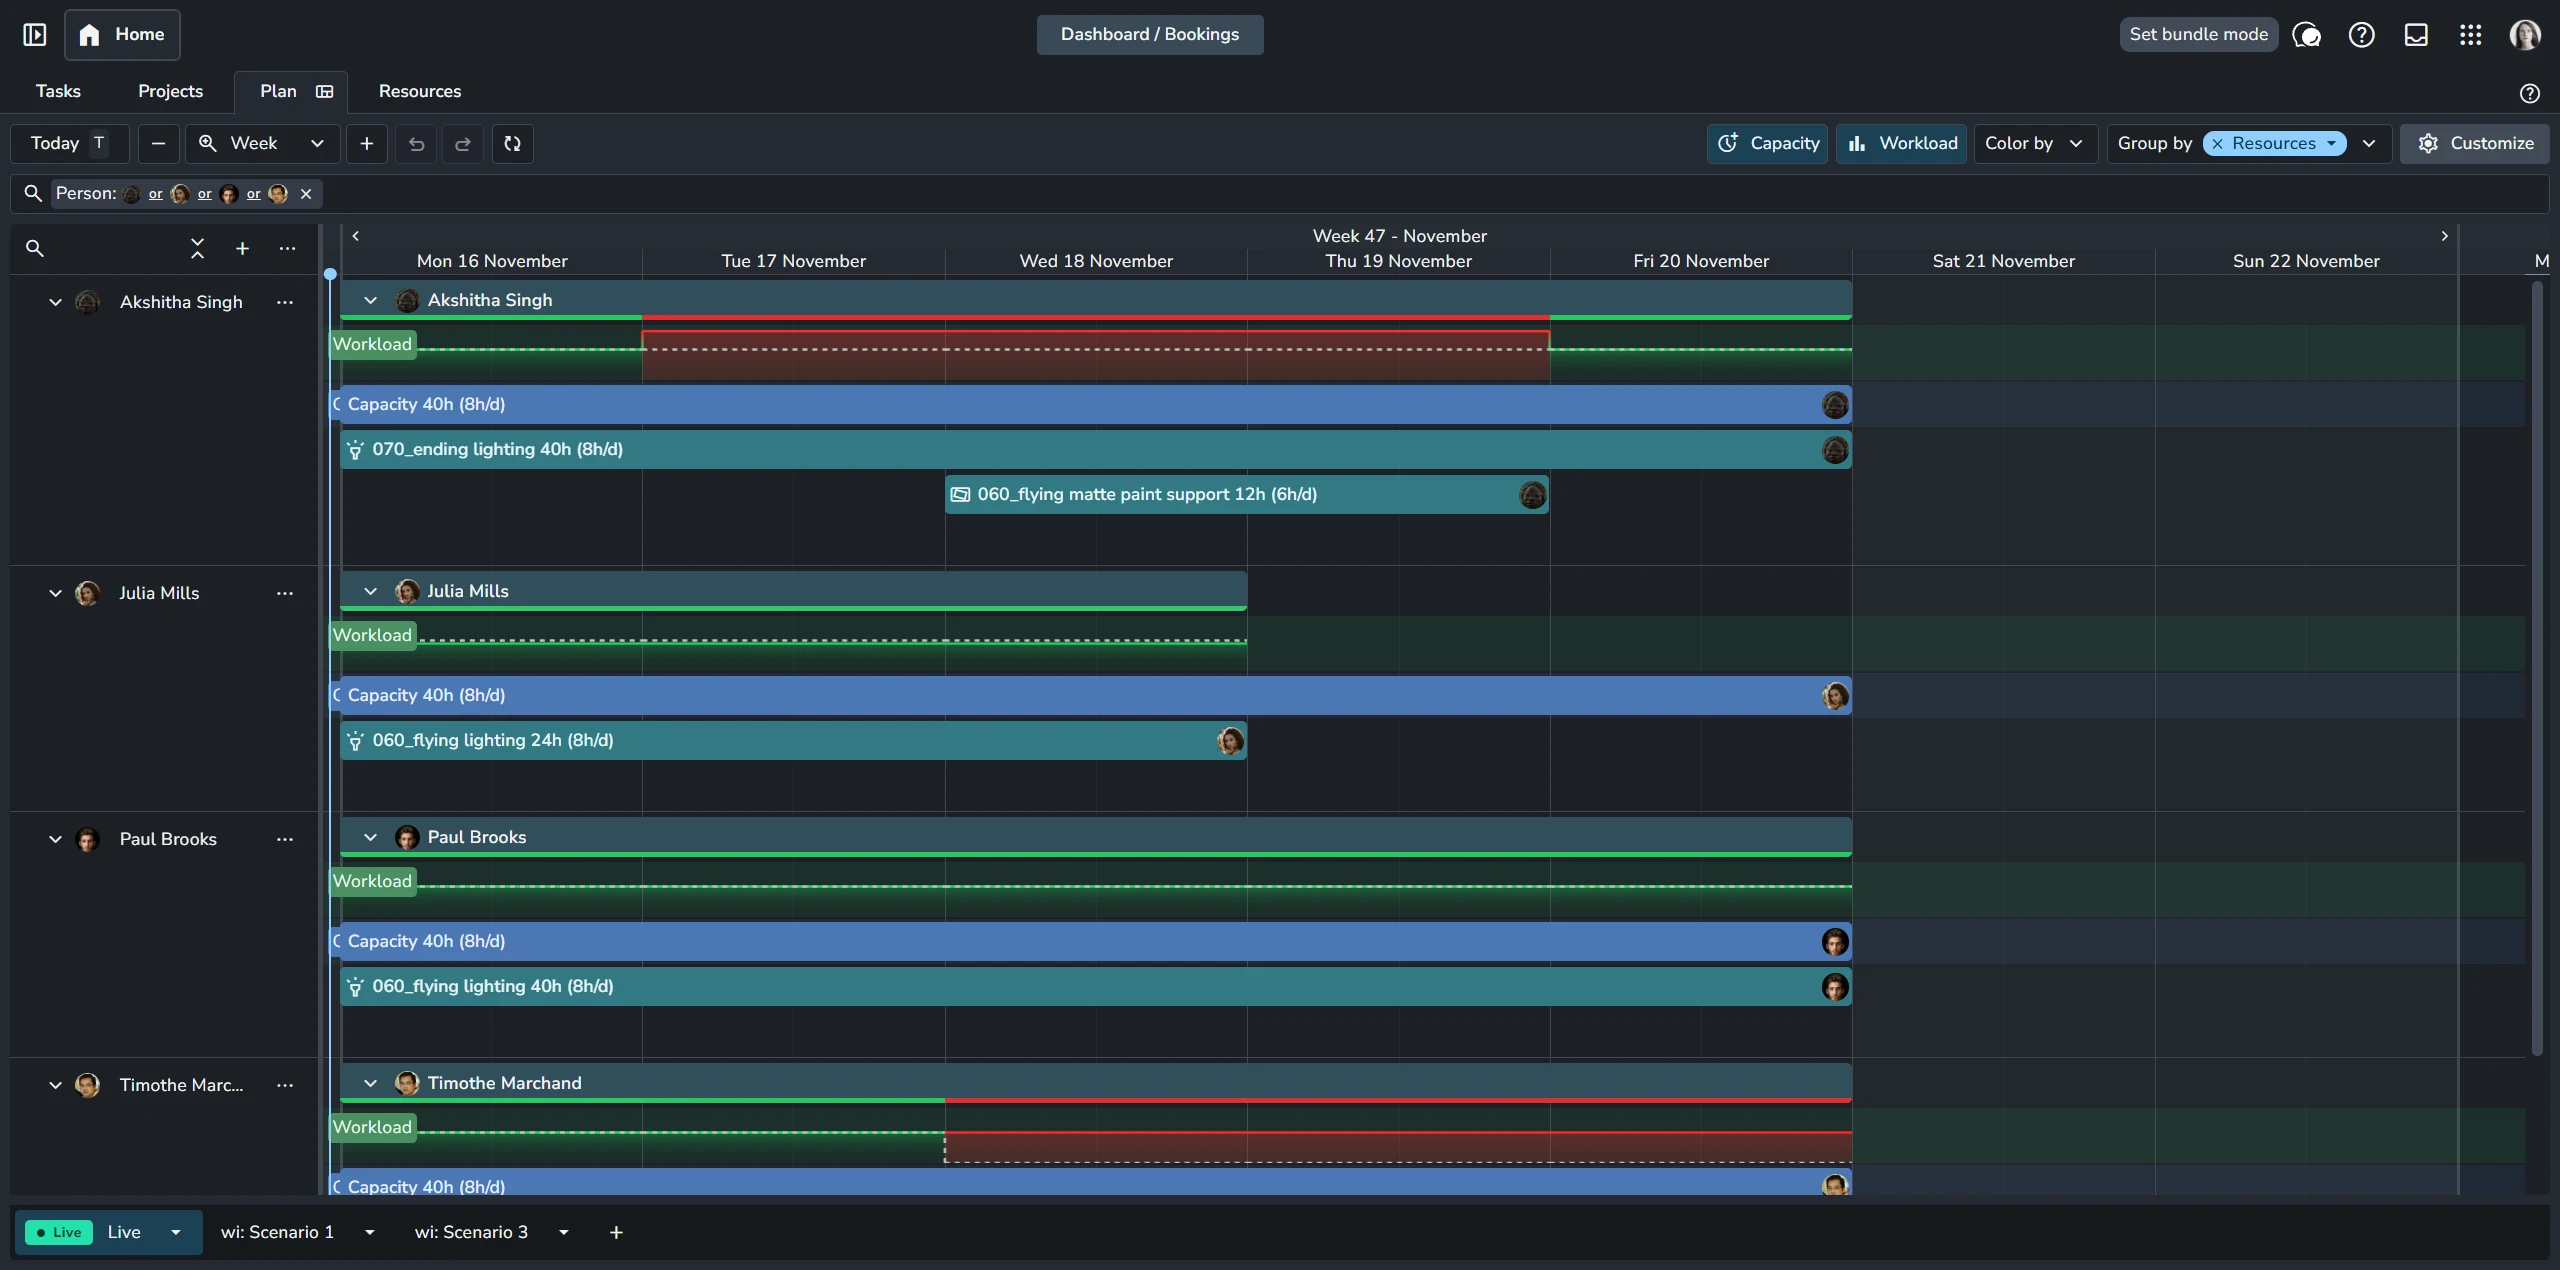 Home
Dashboard / Bookings
Set bundle mode
Tasks
Projects
Plan
Resources
Today T
Week
Capacity
Workload
Color by
Group by
Resources
Customize
Person: or or or
Week 47 - November
Mon 16 November
Tue 17 November
Wed 18 November
Thu 19 November
Fri 20 November
Sat 21 November
Sun 22 November
M
Akshitha Singh
Akshitha Singh
Workload
C Capacity 40h (8h/d)
070_ending lighting 40h (8h/d)
060_flying matte paint support 12h (6h/d)
Julia Mills
Julia Mills
Workload
C Capacity 40h (8h/d)
060_flying lighting 24h (8h/d)
Paul Brooks
Paul Brooks
Workload
C Capacity 40h (8h/d)
060_flying lighting 40h (8h/d)
Timothe Marc...
Timothe Marchand
Workload
C Capacity 40h (8h/d)
Live
Live
wi: Scenario 1
wi: Scenario 3